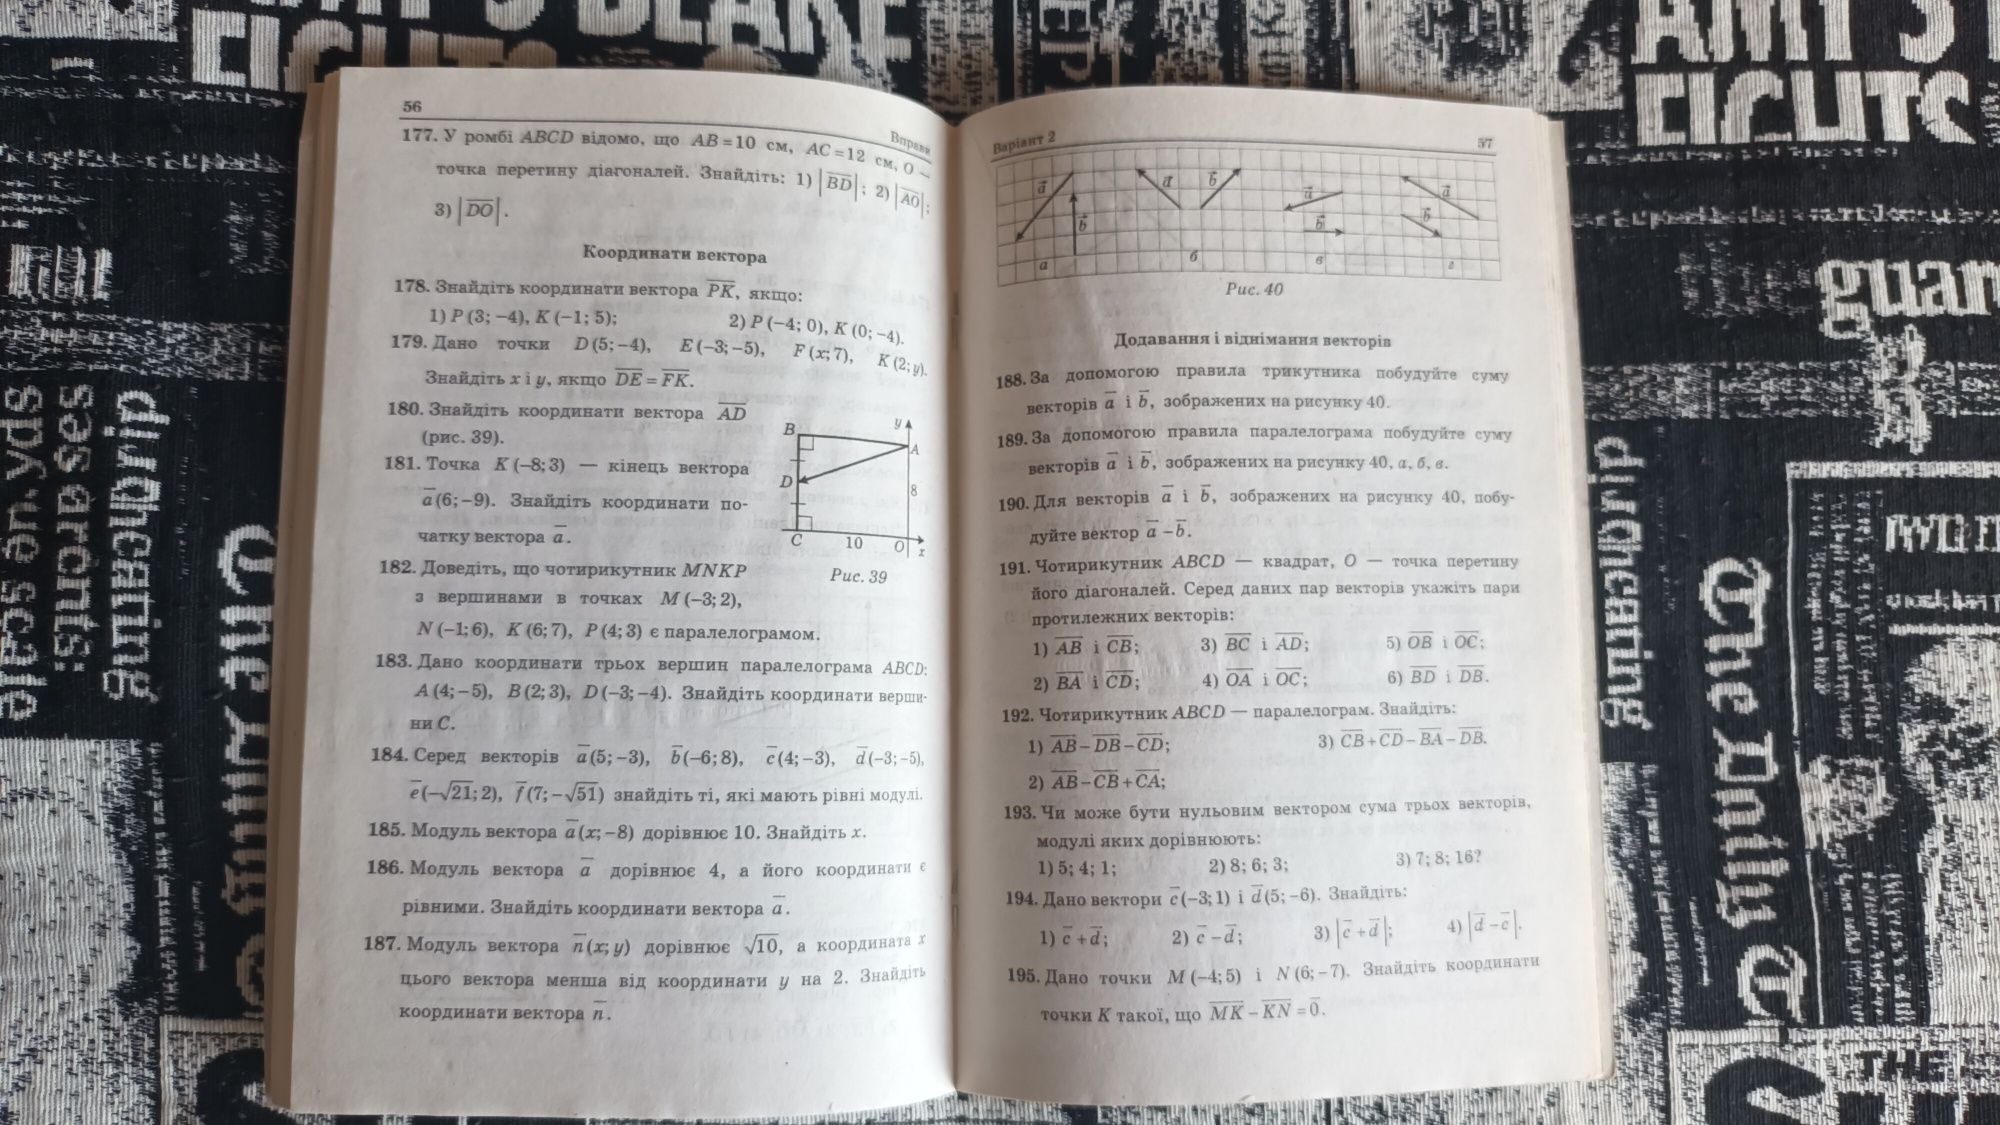 56
Вправи
177. У ромбі ABCD відомо, що AB = 10 см, AC = 12 см, O —
точка перетину діагоналей. Знайдіть: 1) |BD|; 2) |AO|;
3) |DO|.
Координати вектора
178. Знайдіть координати вектора PK, якщо:
1) P (3; −4), K (−1; 5); 2) P (−4; 0), K (0; −4).
179. Дано точки D (5; −4), E (−3; −5), F (x; 7), K (2; y).
Знайдіть x і y, якщо DE = FK.
180. Знайдіть координати вектора AD
(рис. 39).
181. Точка K (−8; 3) — кінець вектора
a (6; −9). Знайдіть координати по-
чатку вектора a.
B
y
A
D
8
C
10
O
x
Рис. 39
182. Доведіть, що чотирикутник MNKP
з вершинами в точках M (−3; 2),
N (−1; 6), K (6; 7), P (4; 3) є паралелограмом.
183. Дано координати трьох вершин паралелограма ABCD:
A (4; −5), B (2; 3), D (−3; −4). Знайдіть координати верши-
ни C.
184. Серед векторів a (5; −3), b (−6; 8), c (4; −3), d (−3; −5),
e (−√21; 2), f (7; −√51) знайдіть ті, які мають рівні модулі.
185. Модуль вектора a (x; −8) дорівнює 10. Знайдіть x.
186. Модуль вектора a дорівнює 4, а його координати є
рівними. Знайдіть координати вектора a.
187. Модуль вектора n (x; y) дорівнює √10, а координата x
цього вектора менша від координати y на 2. Знайдіть
координати вектора n.
Варіант 2
57
a
b
a
b
a
b
a
b
а
б
в
г
Рис. 40
Додавання і віднімання векторів
188. За допомогою правила трикутника побудуйте суму
векторів a і b, зображених на рисунку 40.
189. За допомогою правила паралелограма побудуйте суму
векторів a і b, зображених на рисунку 40, а, б, в.
190. Для векторів a і b, зображених на рисунку 40, побу-
дуйте вектор a − b.
191. Чотирикутник ABCD — квадрат, O — точка перетину
його діагоналей. Серед даних пар векторів укажіть пари
протилежних векторів:
1) AB і CB; 3) BC і AD; 5) OB і OC;
2) BA і CD; 4) OA і OC; 6) BD і DB.
192. Чотирикутник ABCD — паралелограм. Знайдіть:
1) AB − DB − CD; 3) CB + CD − BA − DB.
2) AB − CB + CA;
193. Чи може бути нульовим вектором сума трьох векторів,
модулі яких дорівнюють:
1) 5; 4; 1; 2) 8; 6; 3; 3) 7; 8; 16?
194. Дано вектори c (−3; 1) і d (5; −6). Знайдіть:
1) c + d; 2) c − d; 3) |c + d|; 4) |d − c|.
195. Дано точки M (−4; 5) і N (6; −7). Знайдіть координати
точки K такої, що MK − KN = 0.
guar
The Daily
THE